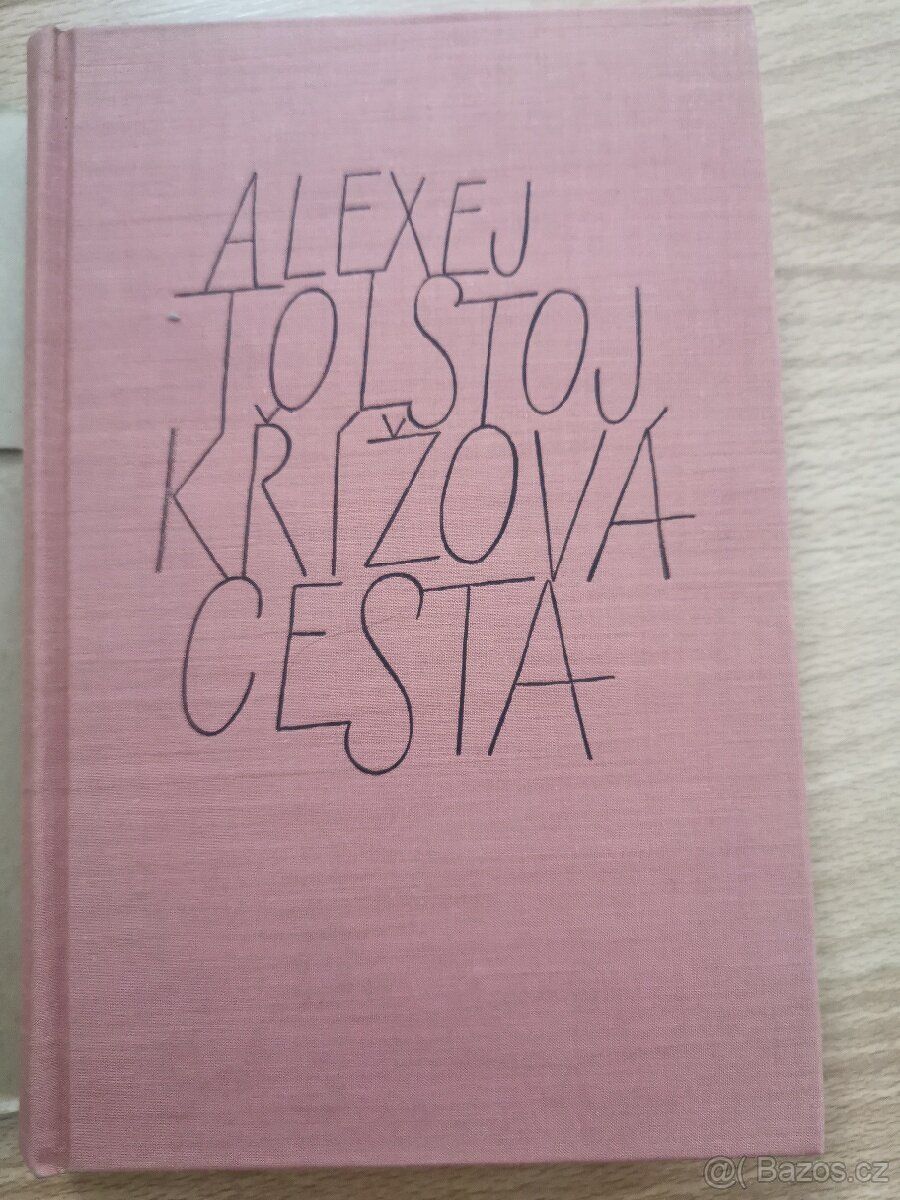 ALEXEJ
TOLSTOJ
KŘÍŽOVÁ
CESTA
@( Bazos.cz